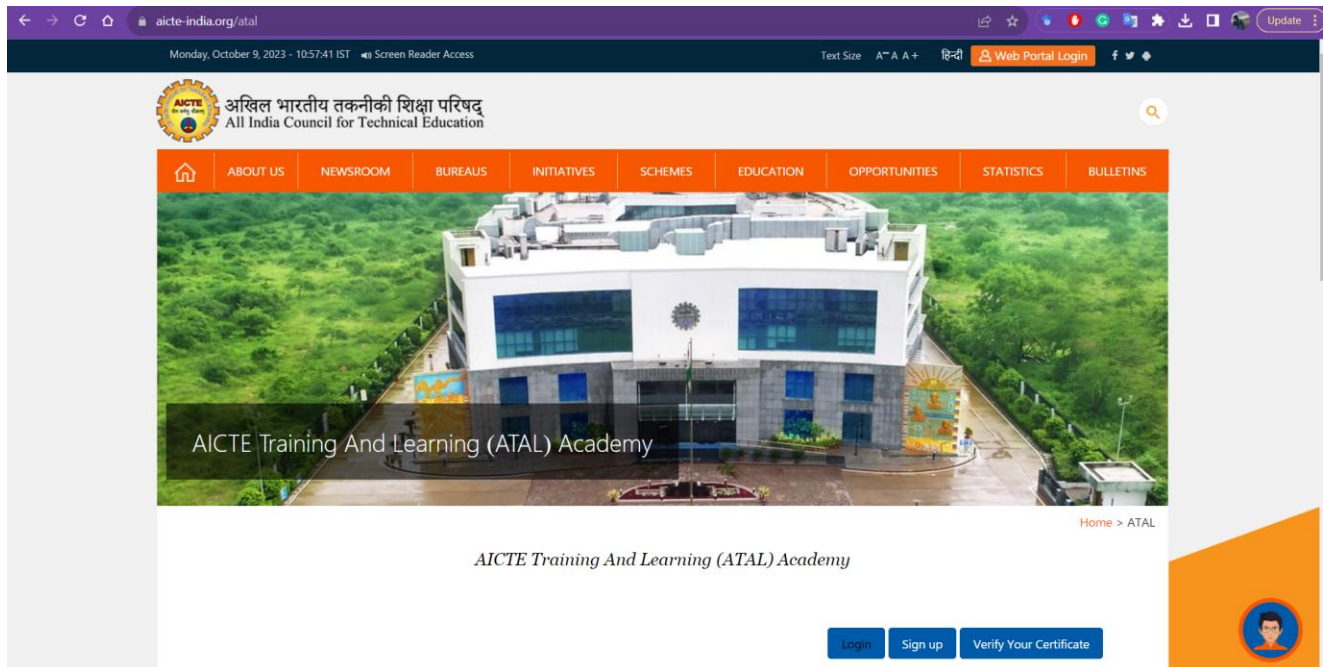 aicte-india.org/atal
Update
Monday, October 9, 2023 - 10:57:41 IST Screen Reader Access
Text Size A- A A+ हिन्दी Web Portal Login
AICTE
अखिल भारतीय तकनीकी शिक्षा परिषद्
All India Council for Technical Education
ABOUT US NEWSROOM BUREAUS INITIATIVES SCHEMES EDUCATION OPPORTUNITIES STATISTICS BULLETINS
AICTE Training And Learning (ATAL) Academy
Home > ATAL
AICTE Training And Learning (ATAL) Academy
Login Sign up Verify Your Certificate